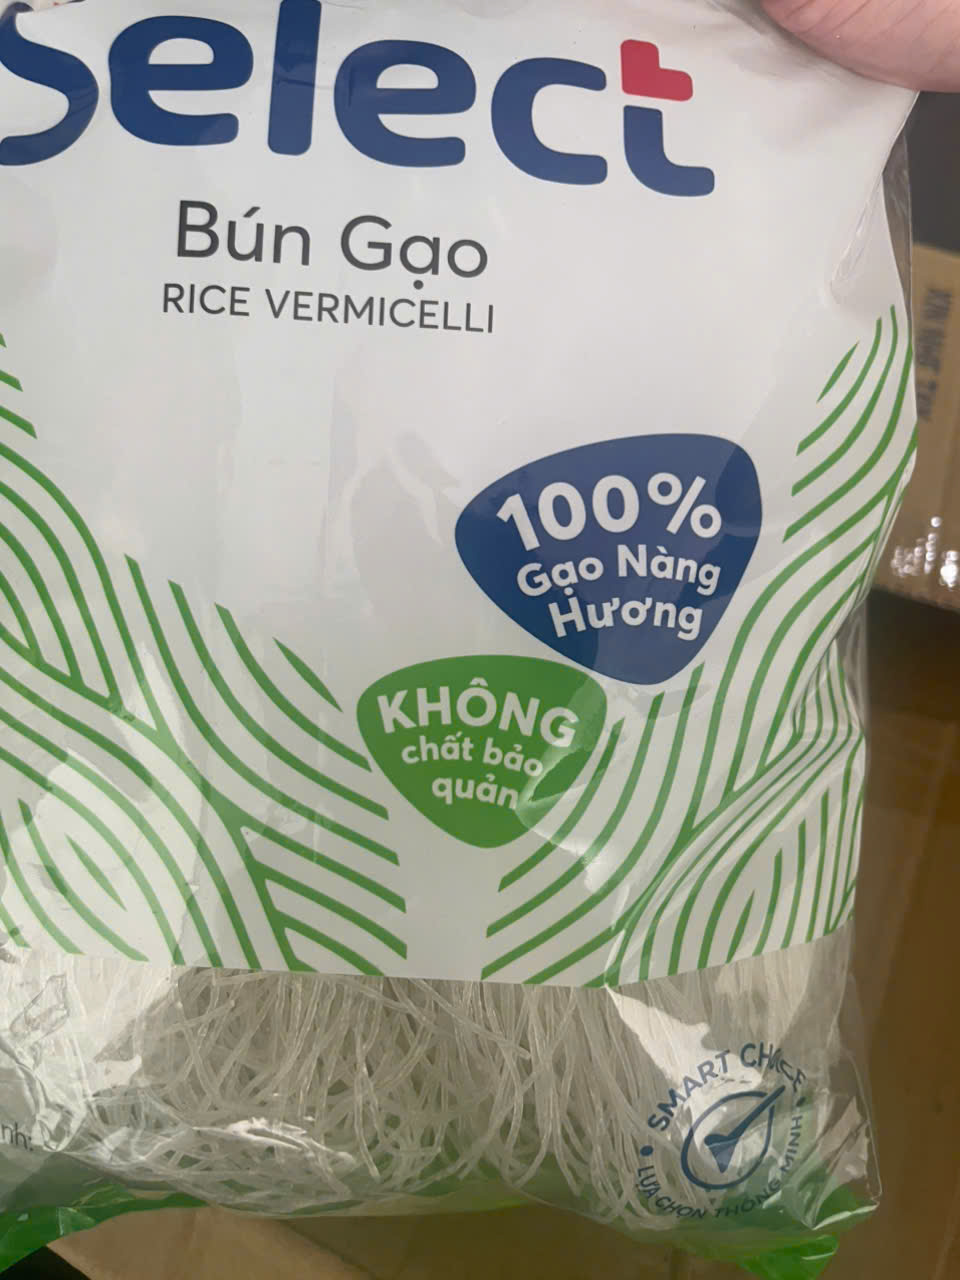 Select
Bún Gạo
RICE VERMICELLI
100%
Gạo Nàng
Hương
KHÔNG
chất bảo
quản
nh:
SMART CHOICE
LỰA CHỌN THÔNG MINH